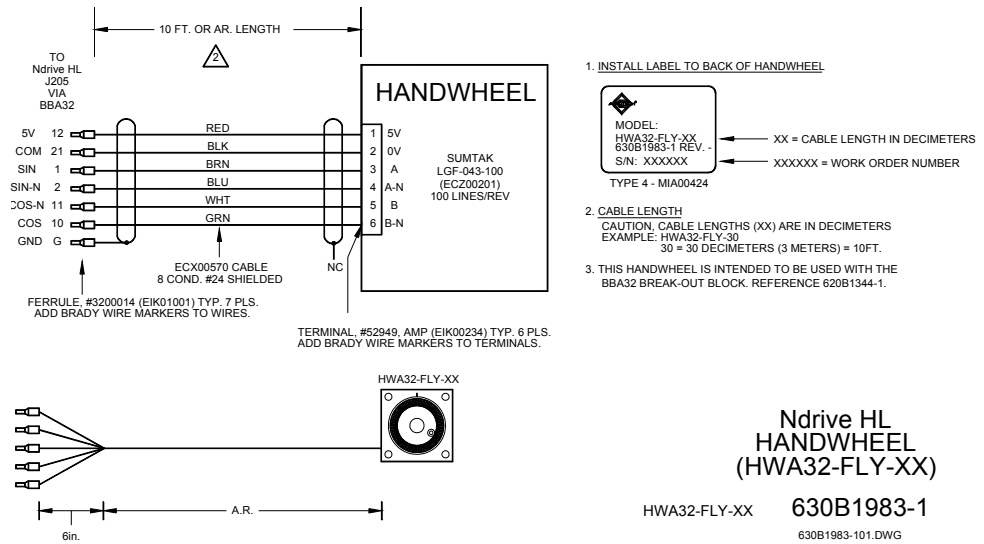 10 FT. OR AR. LENGTH
2
TO
Ndrive HL
J205
VIA
BBA32
5V 12
COM 21
SIN 1
SIN-N 2
COS-N 11
COS 10
GND G
RED
BLK
BRN
BLU
WHT
GRN
HANDWHEEL
1 5V
2 0V
3 A
4 A-N
5 B
6 B-N
SUMTAK
LGF-043-100
(ECZ00201)
100 LINES/REV
NC
ECX00570 CABLE
8 COND. #24 SHIELDED
FERRULE, #3200014 (EIK01001) TYP. 7 PLS.
ADD BRADY WIRE MARKERS TO WIRES.
TERMINAL, #52949, AMP (EIK00234) TYP. 6 PLS.
ADD BRADY WIRE MARKERS TO TERMINALS.
1. INSTALL LABEL TO BACK OF HANDWHEEL
MODEL:
HWA32-FLY-XX
630B1983-1 REV. -
S/N: XXXXXX
XX = CABLE LENGTH IN DECIMETERS
XXXXXX = WORK ORDER NUMBER
TYPE 4 - MIA00424
2. CABLE LENGTH
CAUTION, CABLE LENGTHS (XX) ARE IN DECIMETERS
EXAMPLE: HWA32-FLY-30
30 = 30 DECIMETERS (3 METERS) = 10FT.
3. THIS HANDWHEEL IS INTENDED TO BE USED WITH THE
BBA32 BREAK-OUT BLOCK. REFERENCE 620B1344-1.
HWA32-FLY-XX
A.R.
6in.
Ndrive HL
HANDWHEEL
(HWA32-FLY-XX)
HWA32-FLY-XX 630B1983-1
630B1983-101.DWG